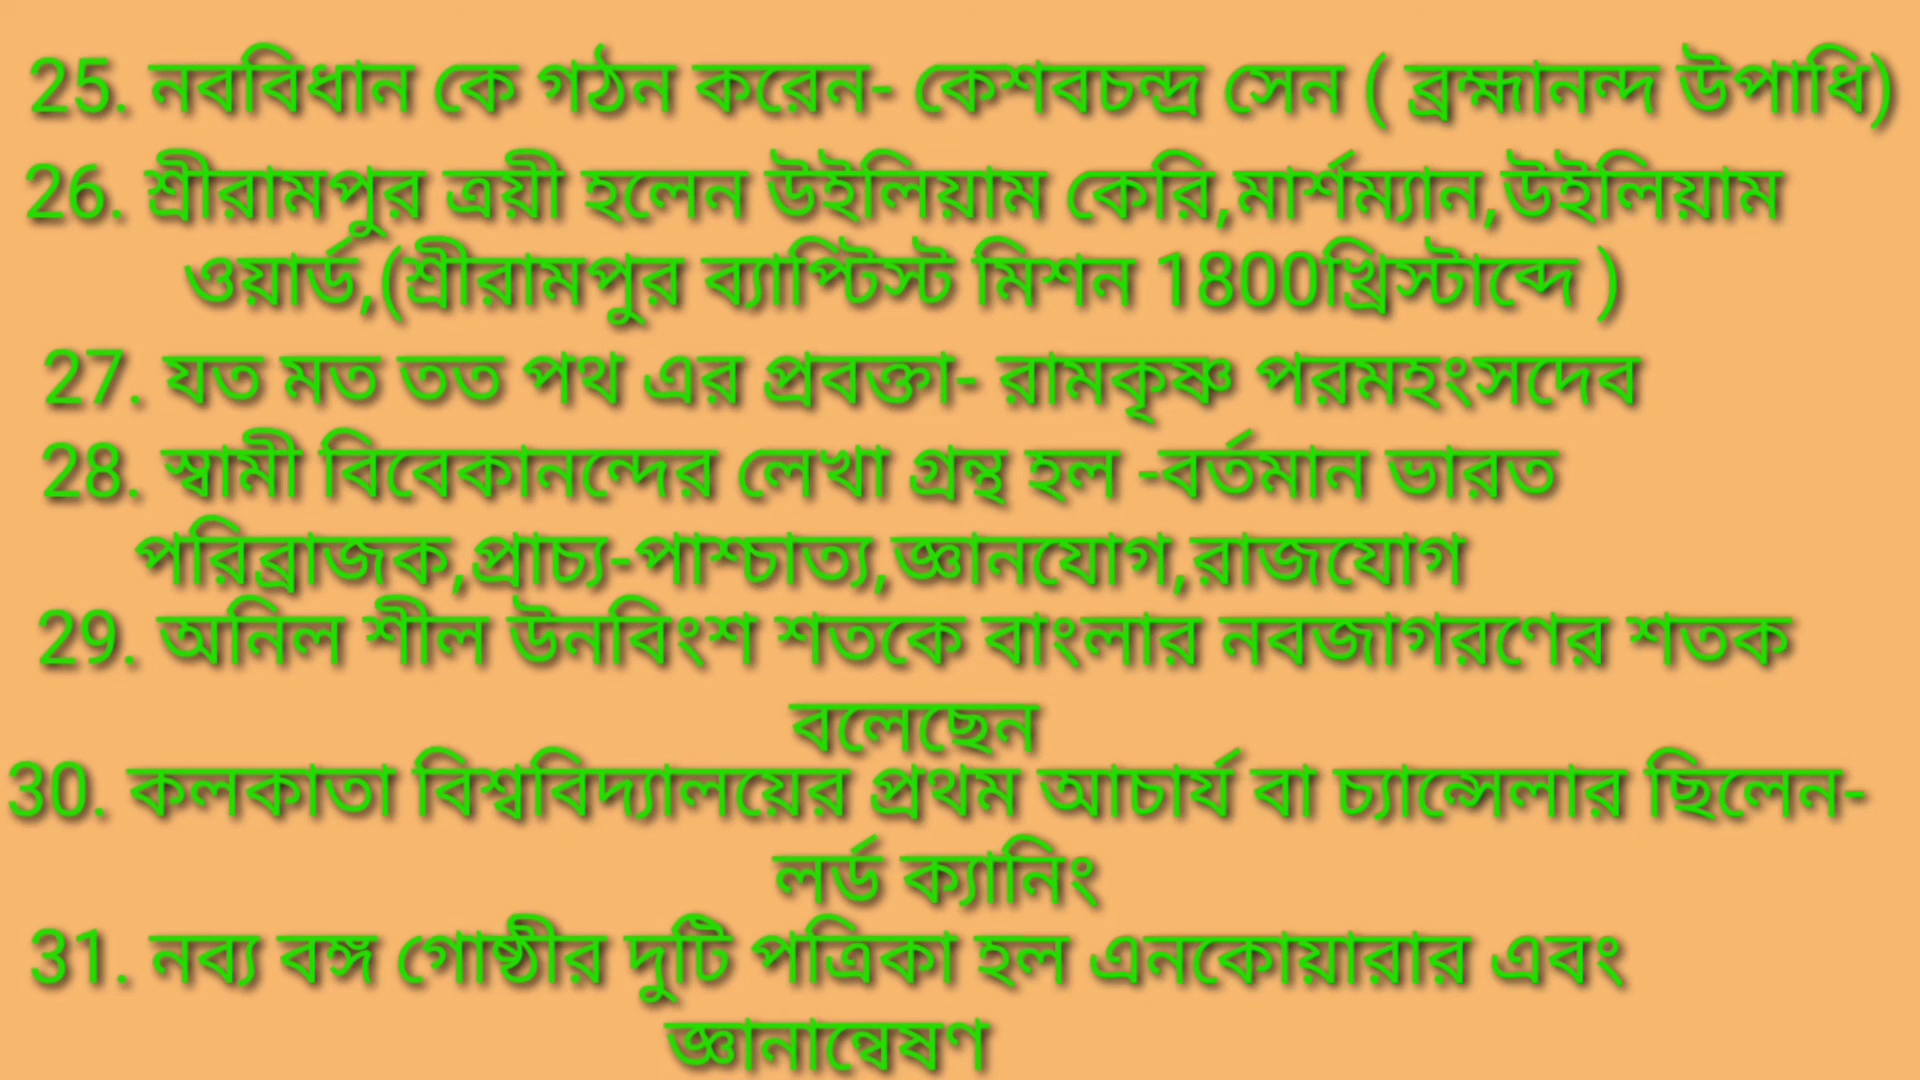 25. নববিধান কে গঠন করেন- কেশবচন্দ্র সেন ( ব্রহ্মানন্দ উপাধি)
26. শ্রীরামপুর ত্রয়ী হলেন উইলিয়াম কেরি,মার্শম্যান,উইলিয়াম
ওয়ার্ড,(শ্রীরামপুর ব্যাপ্টিস্ট মিশন 1800খ্রিস্টাব্দে )
27. যত মত তত পথ এর প্রবক্তা- রামকৃষ্ণ পরমহংসদেব
28. স্বামী বিবেকানন্দের লেখা গ্রন্থ হল -বর্তমান ভারত
পরিব্রাজক,প্রাচ্য-পাশ্চাত্য,জ্ঞানযোগ,রাজযোগ
29. অনিল শীল উনবিংশ শতকে বাংলার নবজাগরণের শতক
বলেছেন
30. কলকাতা বিশ্ববিদ্যালয়ের প্রথম আচার্য বা চ্যান্সেলার ছিলেন-
লর্ড ক্যানিং
31. নব্য বঙ্গ গোষ্ঠীর দুটি পত্রিকা হল এনকোয়ারার এবং
জ্ঞানান্বেষণ